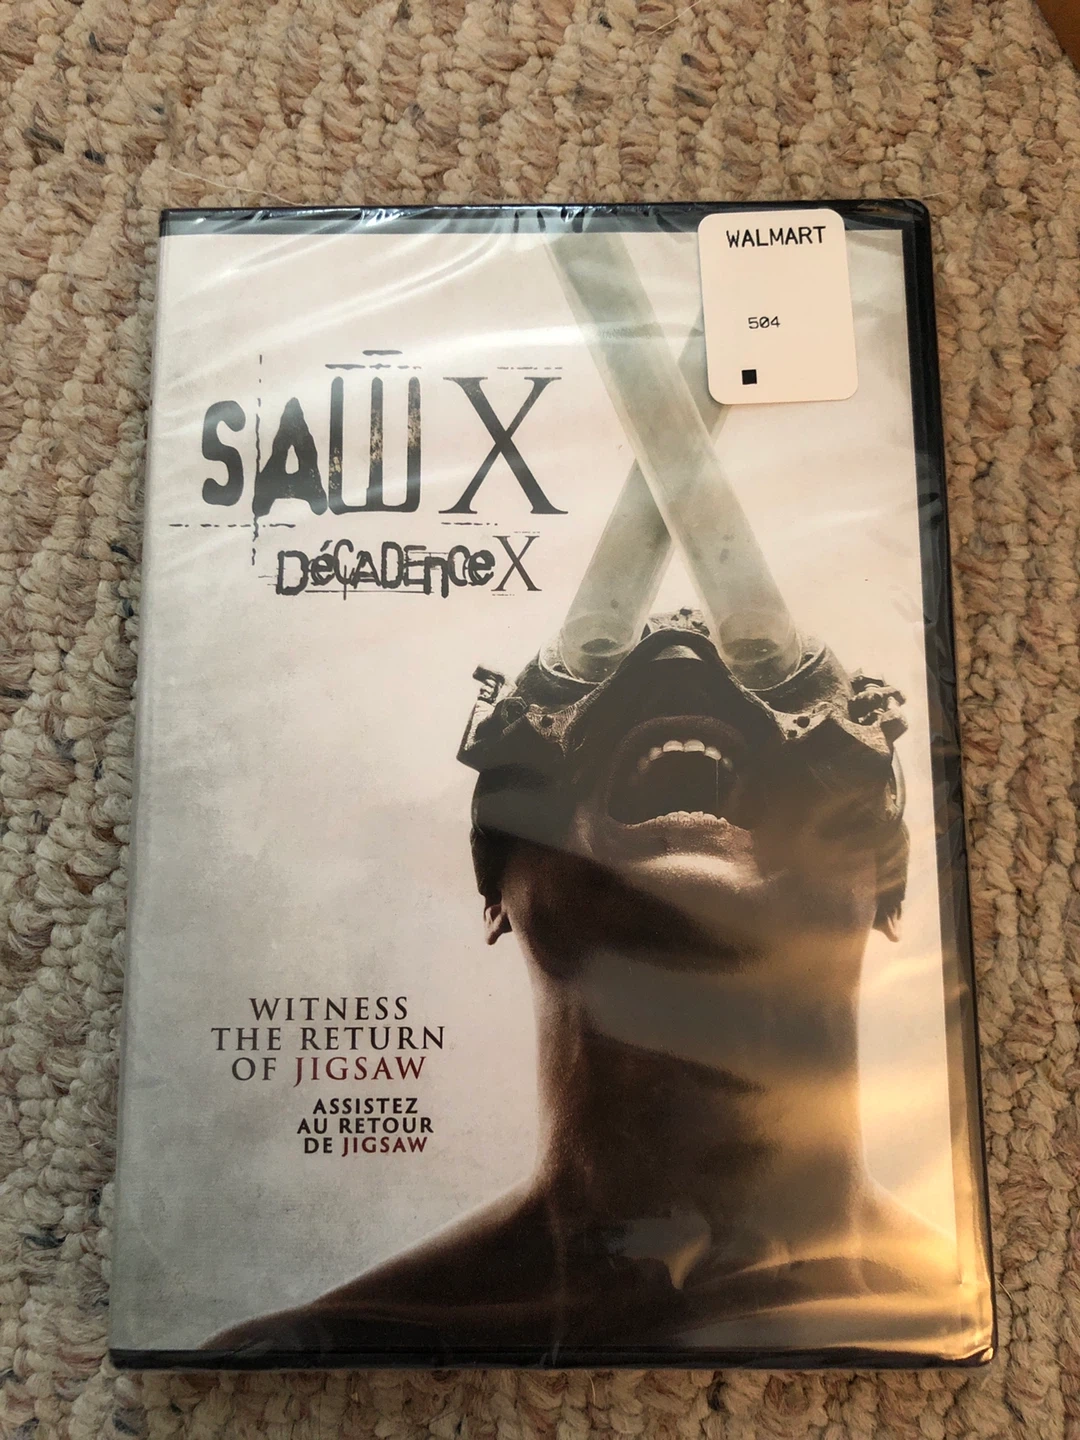 WALMART
504
SAW X
DéCADEnce X
WITNESS
THE RETURN
OF JIGSAW
ASSISTEZ
AU RETOUR
DE JIGSAW